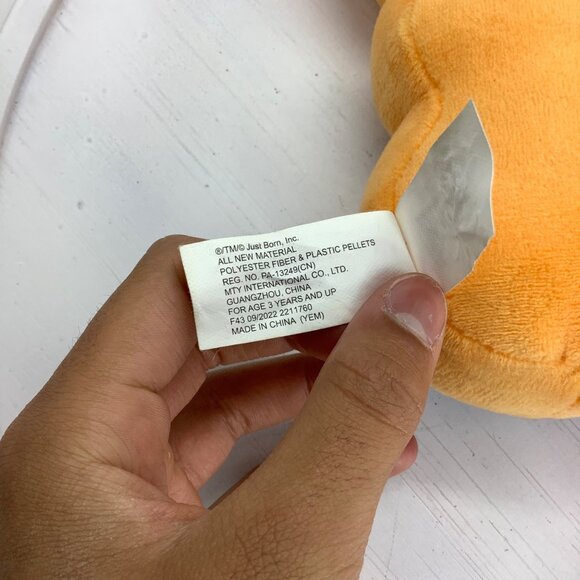 ®/TM/© Just Born, Inc.
ALL NEW MATERIAL
POLYESTER FIBER & PLASTIC PELLETS
REG. NO. PA-13249(CN)
MTY INTERNATIONAL CO., LTD.
GUANGZHOU, CHINA
FOR AGE 3 YEARS AND UP
F43 09/2022 2211760
MADE IN CHINA (YEM)